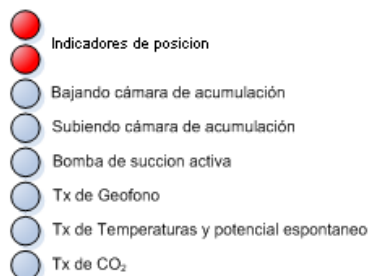 Indicadores de posicion
Bajando cámara de acumulación
Subiendo cámara de acumulación
Bomba de succion activa
Tx de Geofono
Tx de Temperaturas y potencial espontaneo
Tx de CO₂